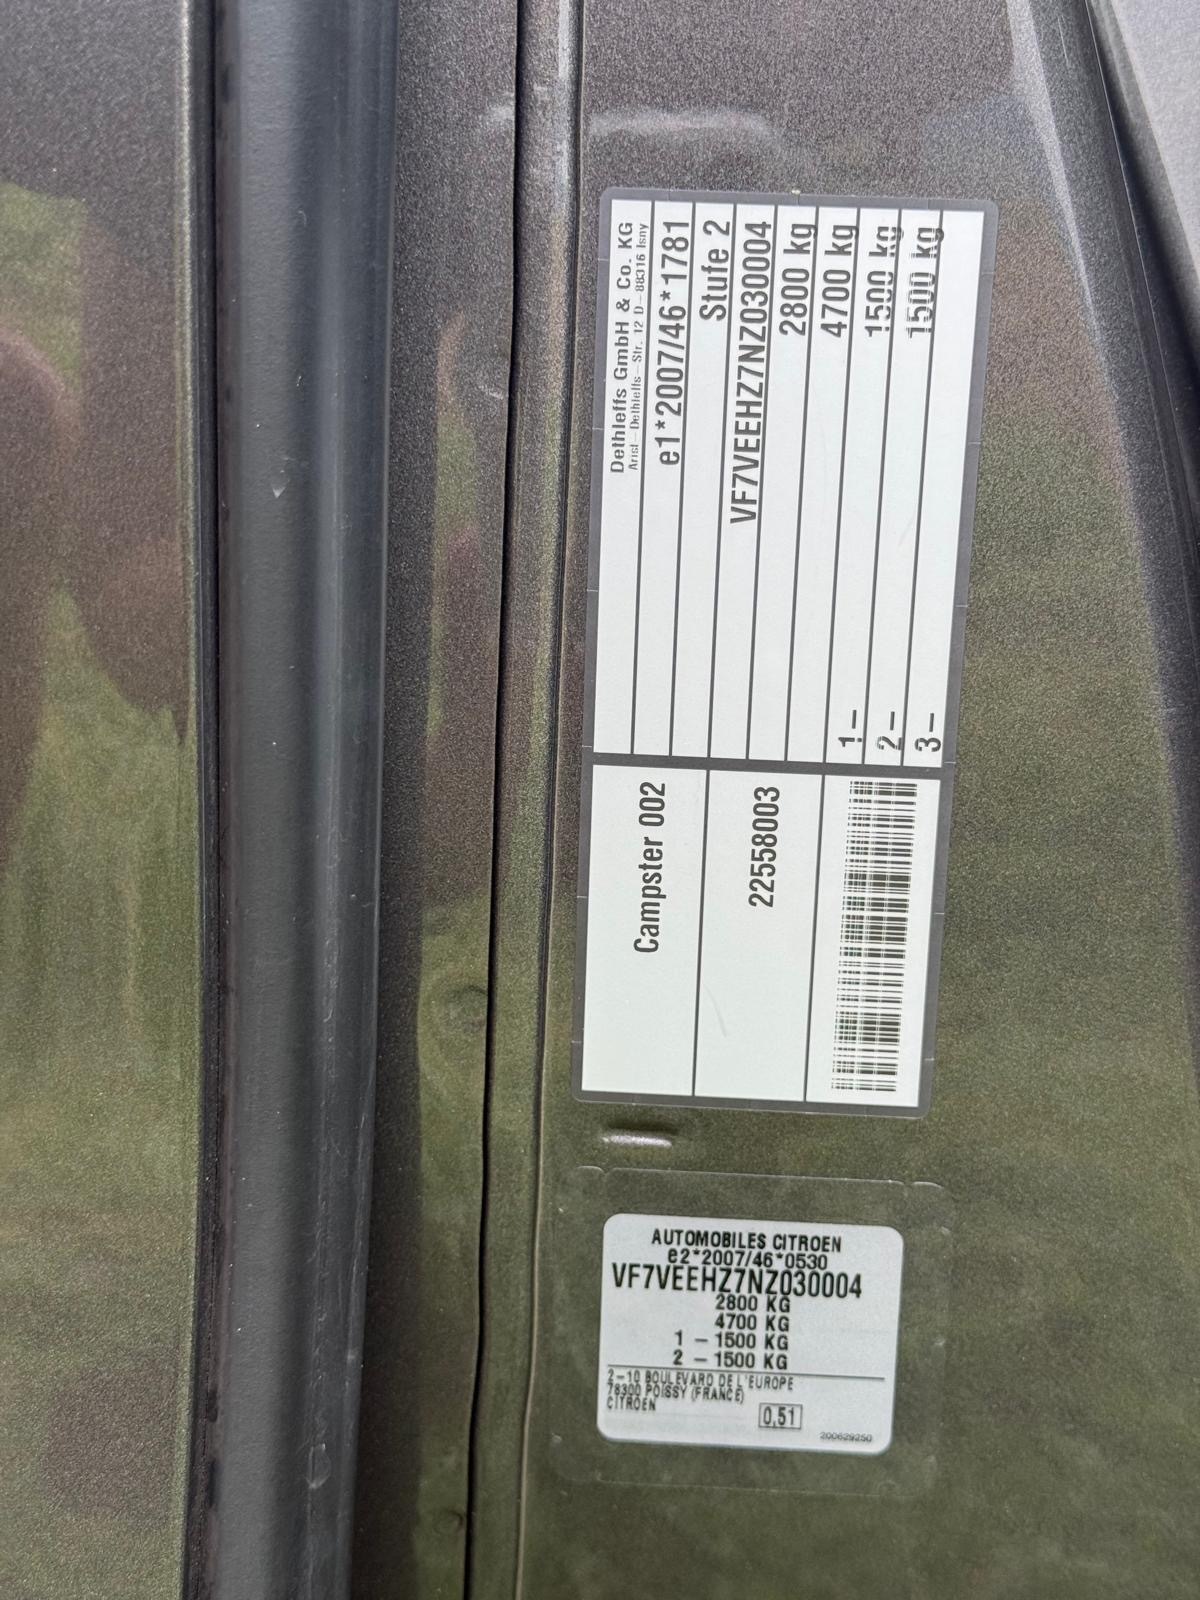 Dethleffs GmbH & Co. KG
Arist-Dethleffs-Str. 12 D-88316 Isny
e1*2007/46*1781
Stufe 2
VF7VEEHZ7NZ030004
2800 kg
4700 kg
1- 1500 kg
2- 1500 kg
3-
Campster 002
22558003
AUTOMOBILES CITROEN
e2*2007/46*0530
VF7VEEHZ7NZ030004
2800 KG
4700 KG
1 - 1500 KG
2 - 1500 KG
2-10 BOULEVARD DE L'EUROPE
78300 POISSY (FRANCE)
CITROEN
0,51
200629250